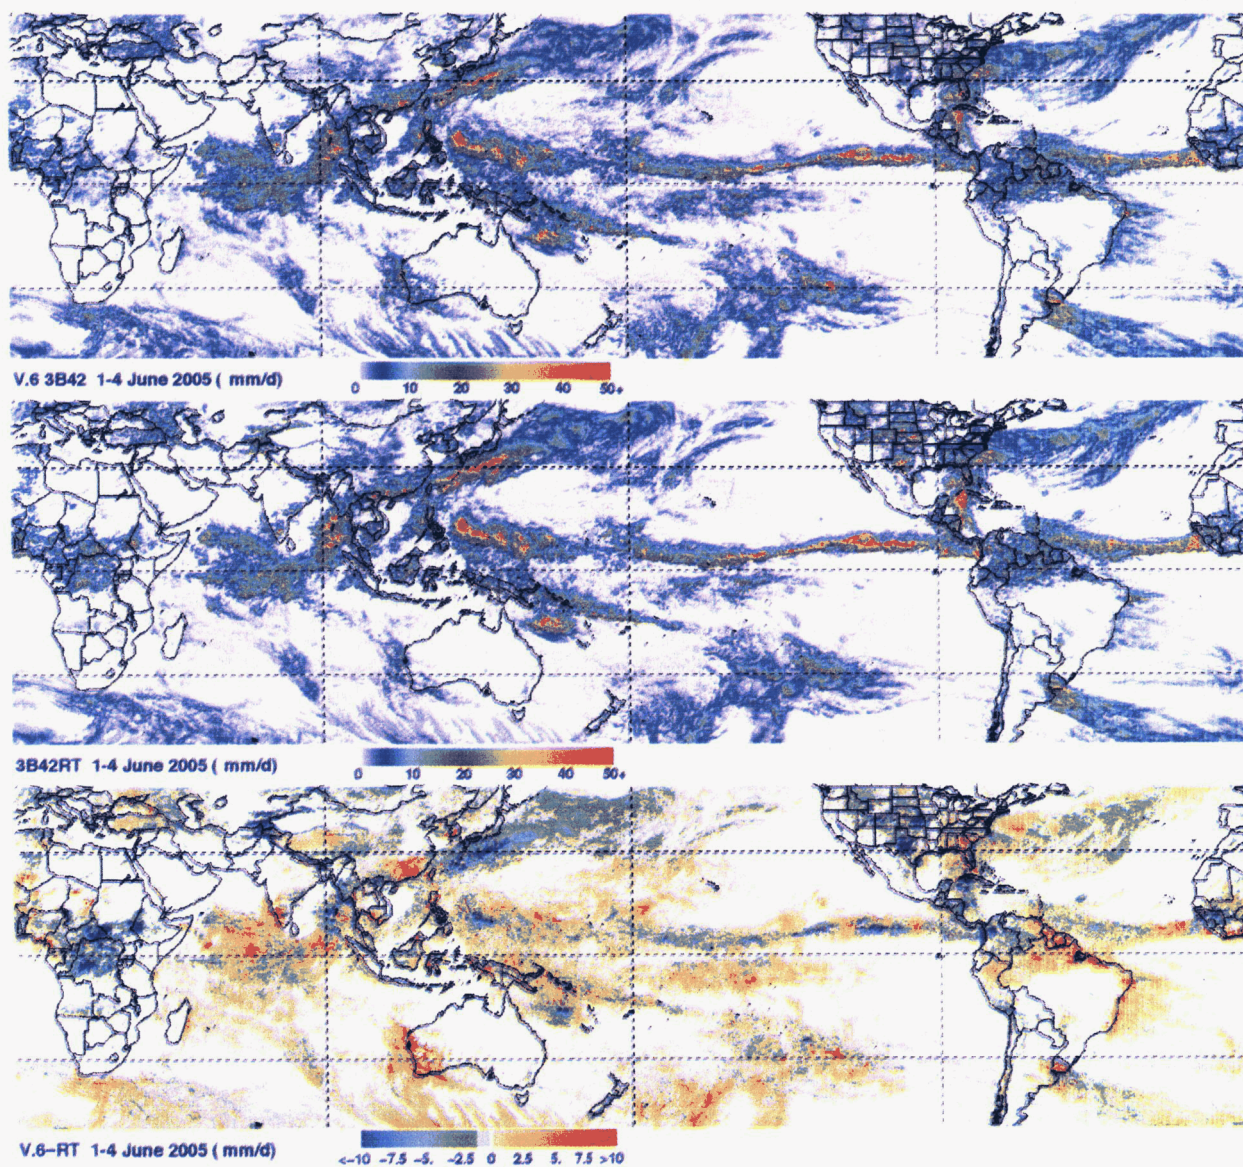 V.6 3B42 1-4 June 2005 ( mm/d)
0 10 20 30 40 50+
3B42RT 1-4 June 2005 ( mm/d)
0 10 20 30 40 50+
V.6-RT 1-4 June 2005 ( mm/d)
<-10 -7.5 -5. -2.5 0 2.5 5. 7.5 >10